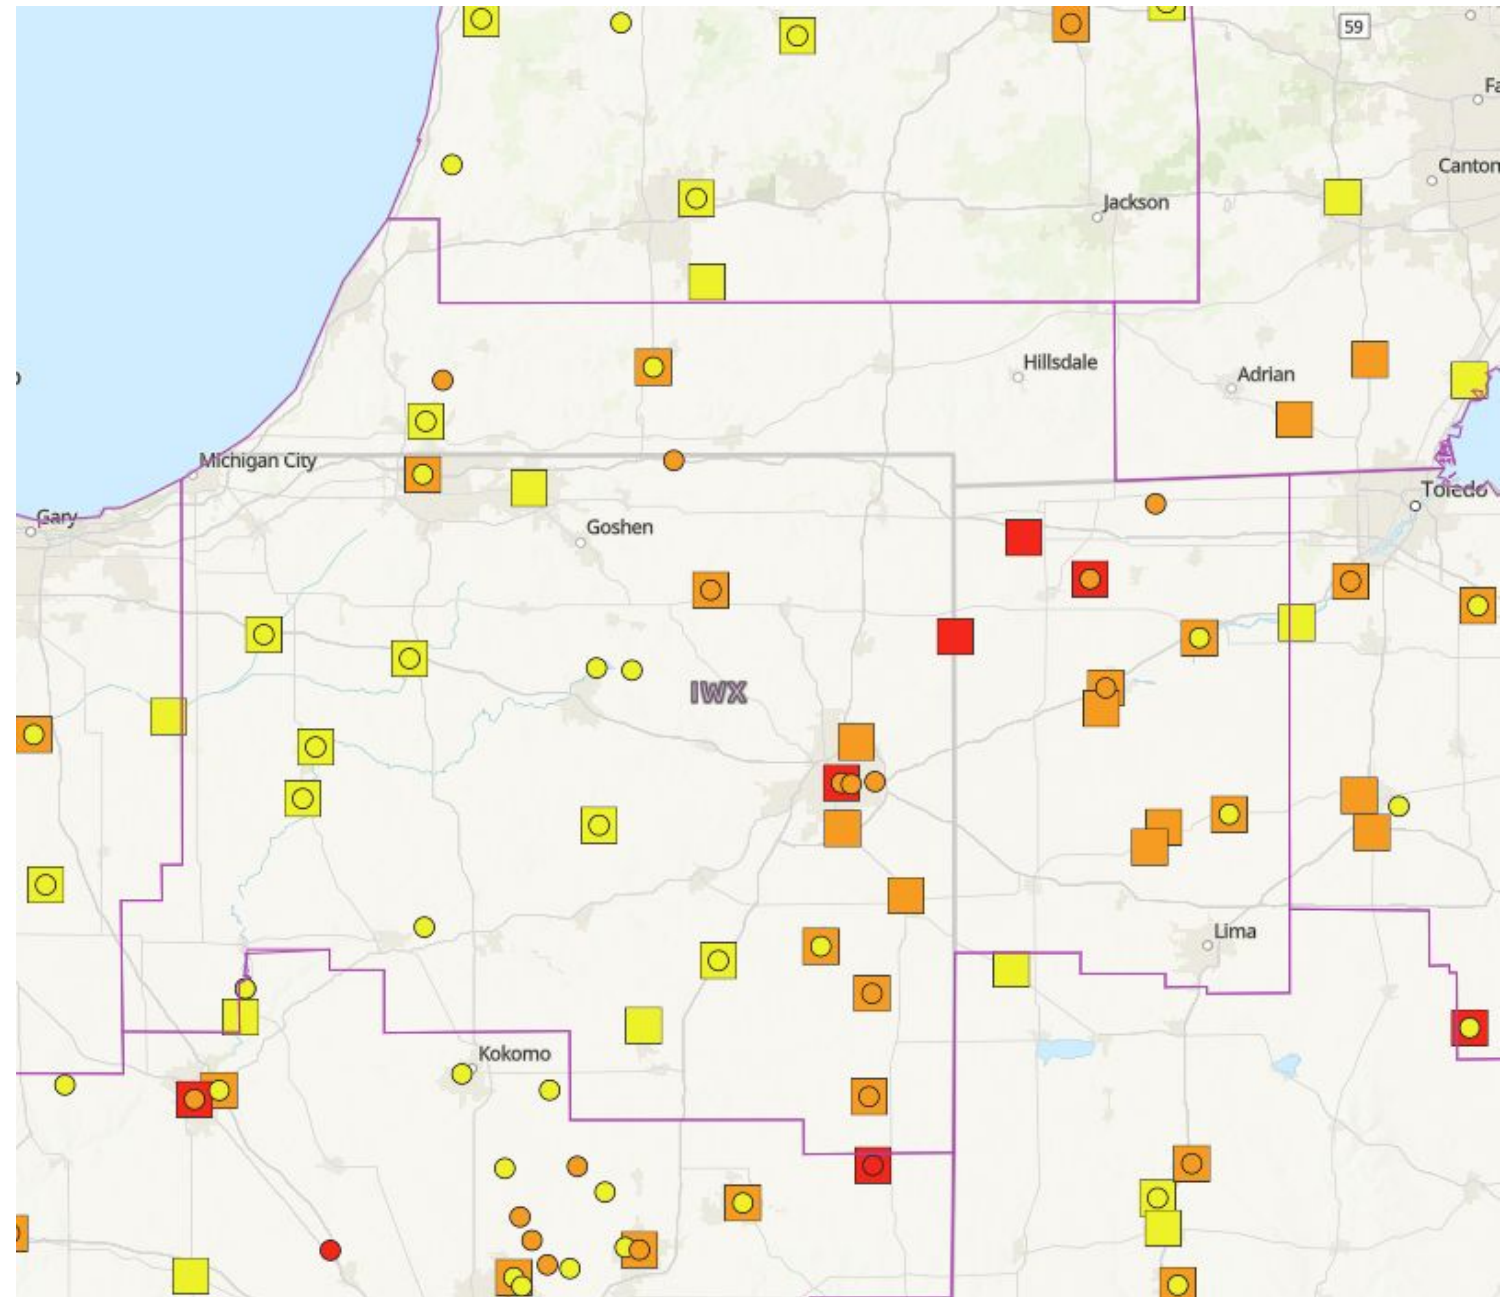 59
Canton
Jackson
Hillsdale
Adrian
Michigan City
Toledo
Gary
Goshen
IWX
Lima
Kokomo